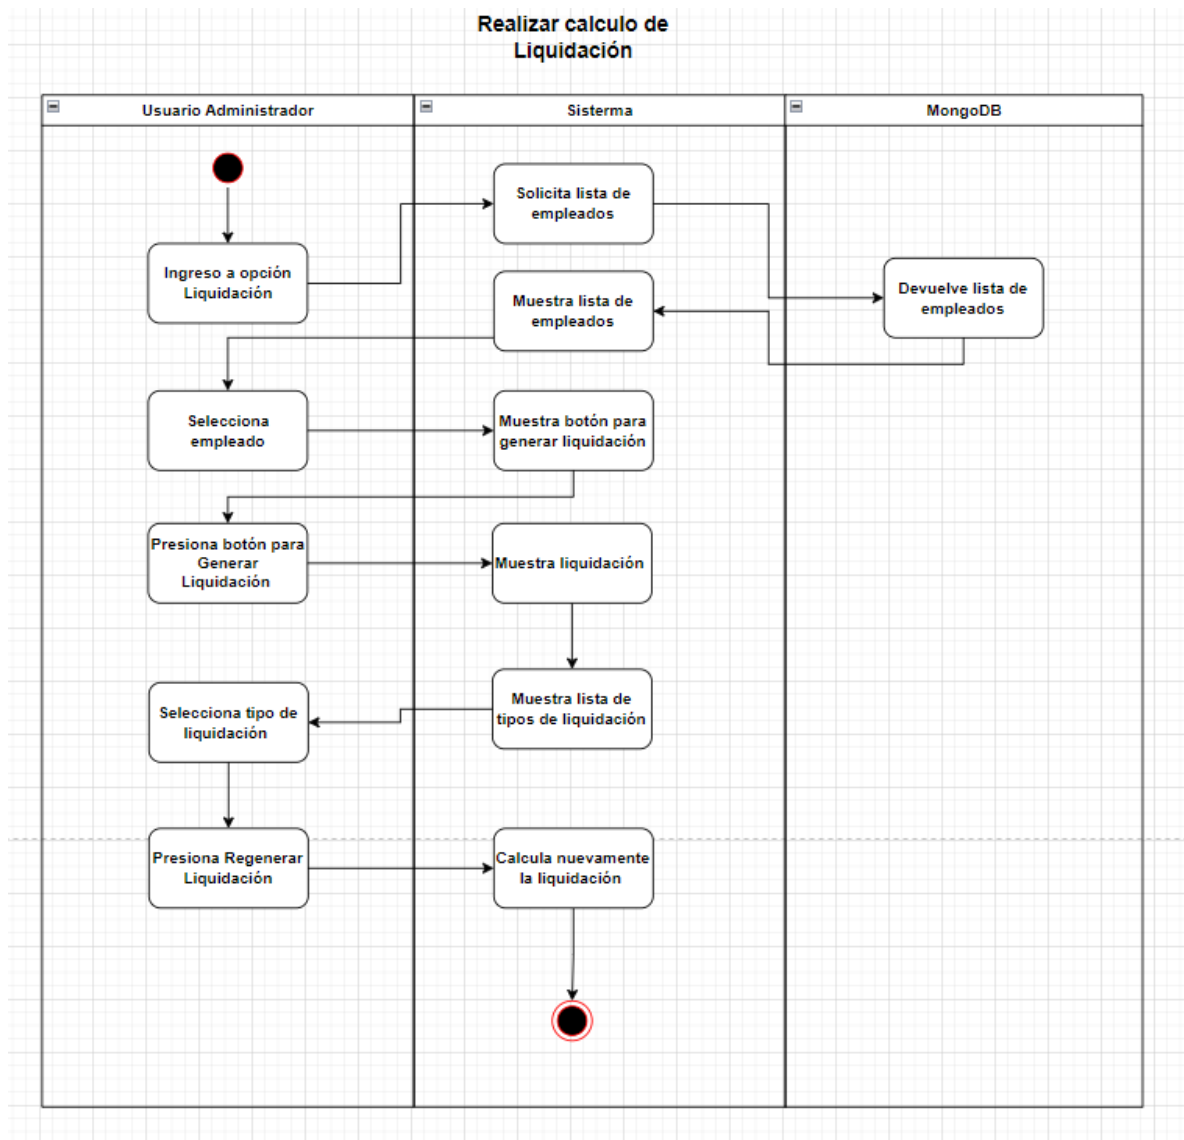 Realizar calculo de
Liquidación
Usuario Administrador
Sisterma
MongoDB
Solicita lista de
empleados
Ingreso a opción
Liquidación
Devuelve lista de
empleados
Muestra lista de
empleados
Selecciona
empleado
Muestra botón para
generar liquidación
Presiona botón para
Generar
Liquidación
Muestra liquidación
Muestra lista de
tipos de liquidación
Selecciona tipo de
liquidación
Presiona Regenerar
Liquidación
Calcula nuevamente
la liquidación